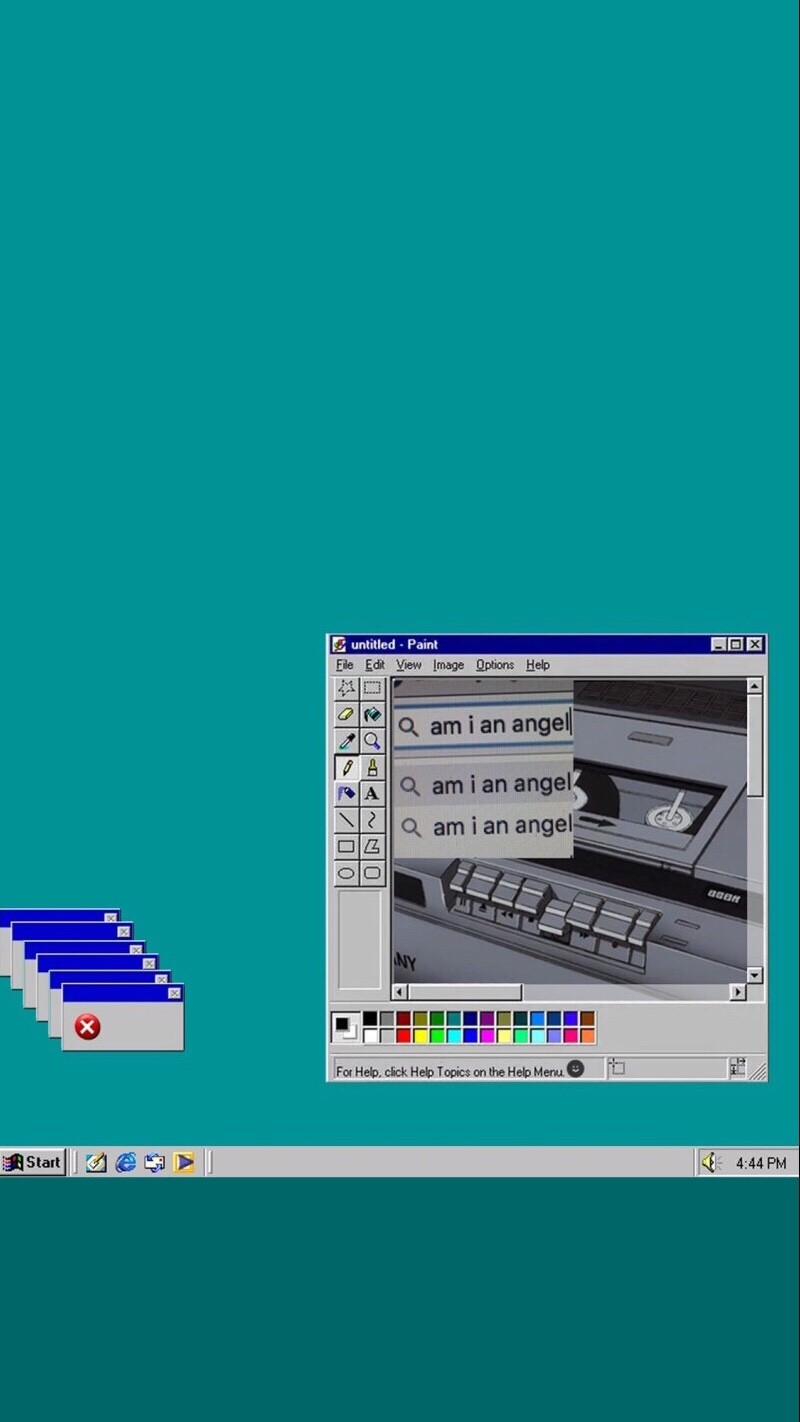 untitled - Paint
File Edit View Image Options Help
am i an angel
am i an angel
am i an angel
A
ANY
For Help, click Help Topics on the Help Menu.
Start
4:44 PM